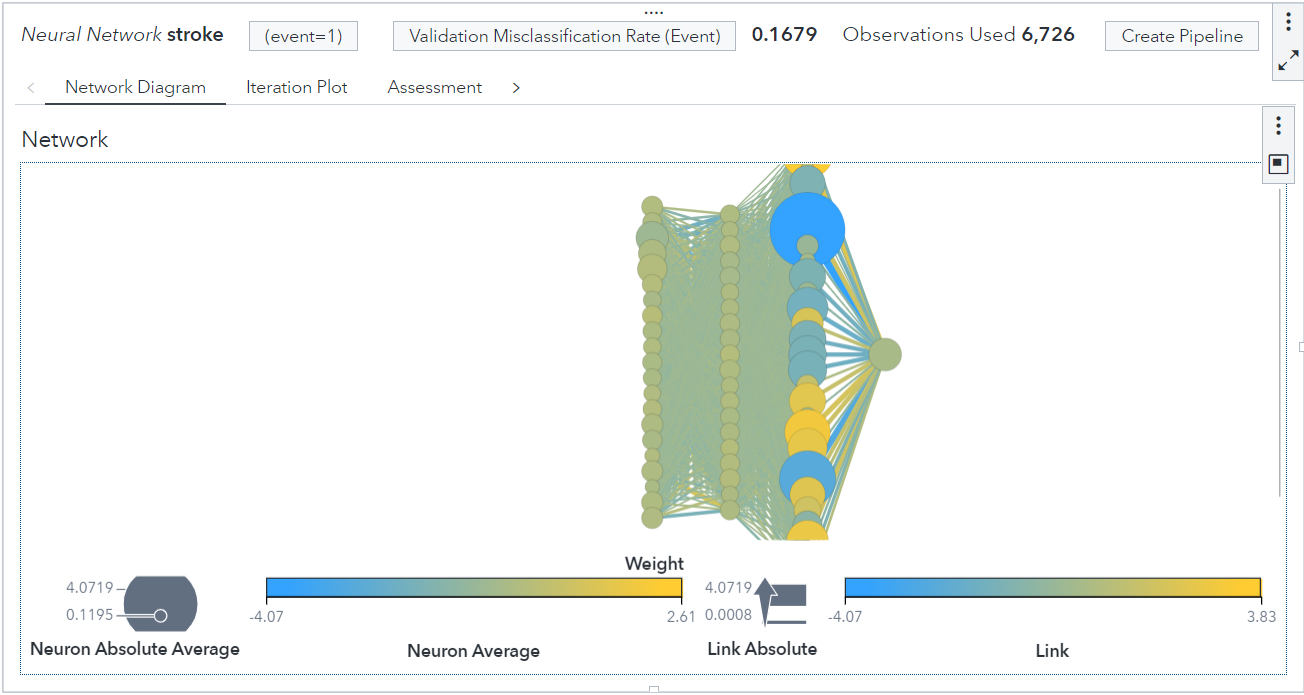 Neural Network stroke (event=1) Validation Misclassification Rate (Event) 0.1679 Observations Used 6,726 Create Pipeline
Network Diagram Iteration Plot Assessment
Network
Weight
4.0719 4.0719
0.1195 0.0008
-4.07 2.61 -4.07 3.83
Neuron Absolute Average Neuron Average Link Absolute Link